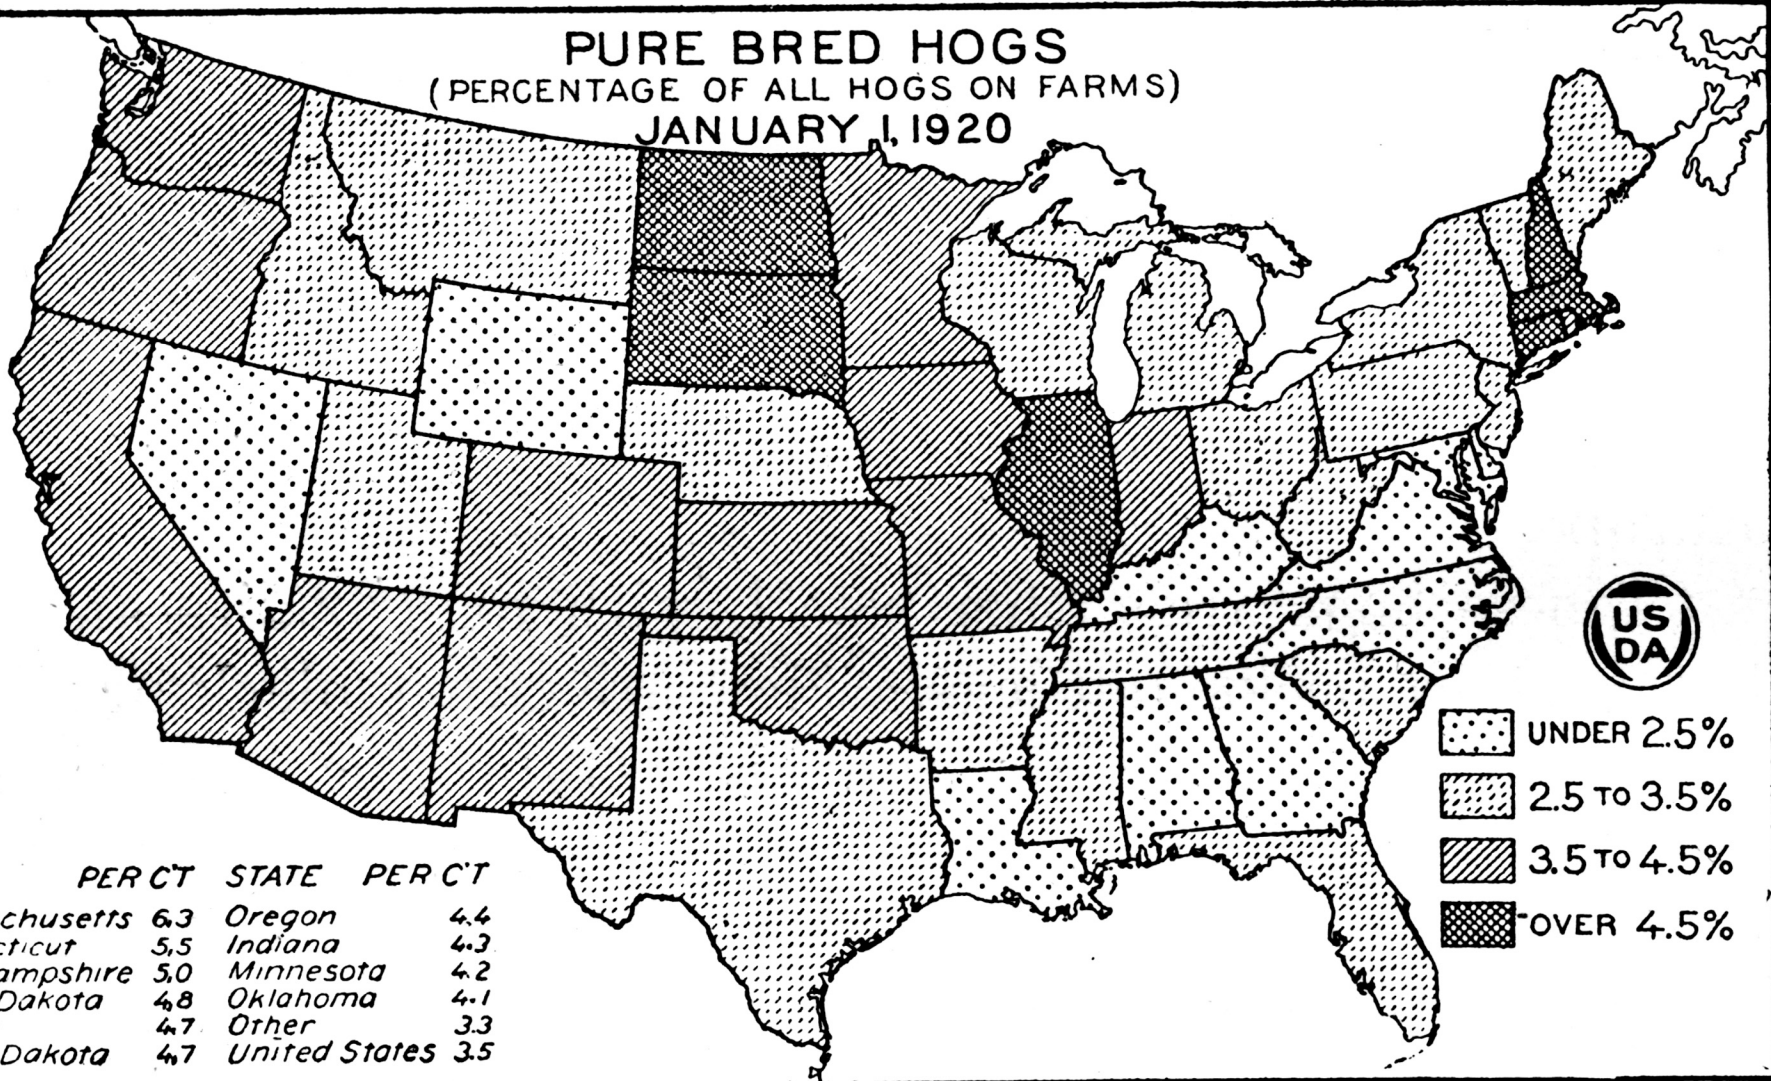 PURE BRED HOGS
(PERCENTAGE OF ALL HOGS ON FARMS)
JANUARY 1, 1920
US
DA
UNDER 2.5%
2.5 TO 3.5%
3.5 TO 4.5%
OVER 4.5%
PER C'T STATE PER C'T
chusetts 6.3 Oregon 4.4
cticut 5.5 Indiana 4.3
ampshire 5.0 Minnesota 4.2
Dakota 4.8 Oklahoma 4.1
4.7 Other 3.3
Dakota 4.7 United States 3.5